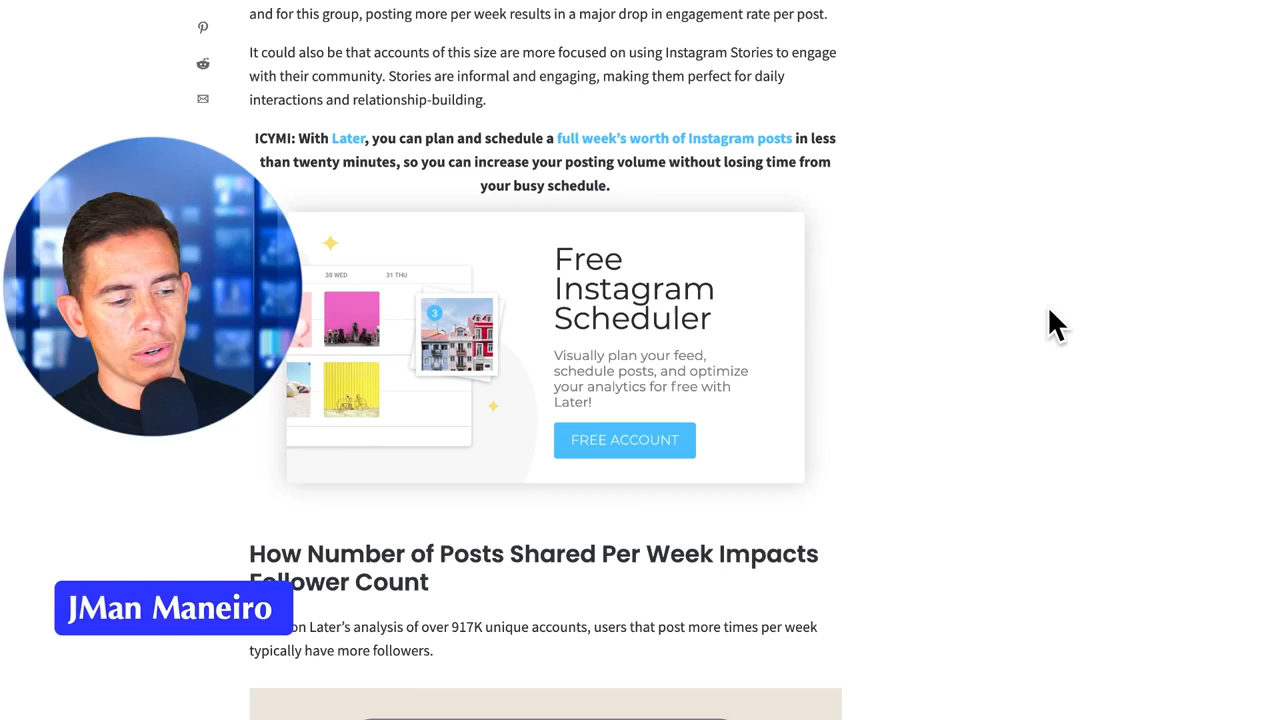 and for this group, posting more per week results in a major drop in engagement rate per post.
It could also be that accounts of this size are more focused on using Instagram Stories to engage
with their community. Stories are informal and engaging, making them perfect for daily
interactions and relationship-building.
ICYMI: With Later, you can plan and schedule a full week’s worth of Instagram posts in less
than twenty minutes, so you can increase your posting volume without losing time from
your busy schedule.
30 WED 31 THU
3
Free
Instagram
Scheduler
Visually plan your feed,
schedule posts, and optimize
your analytics for free with
Later!
FREE ACCOUNT
How Number of Posts Shared Per Week Impacts
Follower Count
JMan Maneiro
on Later’s analysis of over 917K unique accounts, users that post more times per week
typically have more followers.